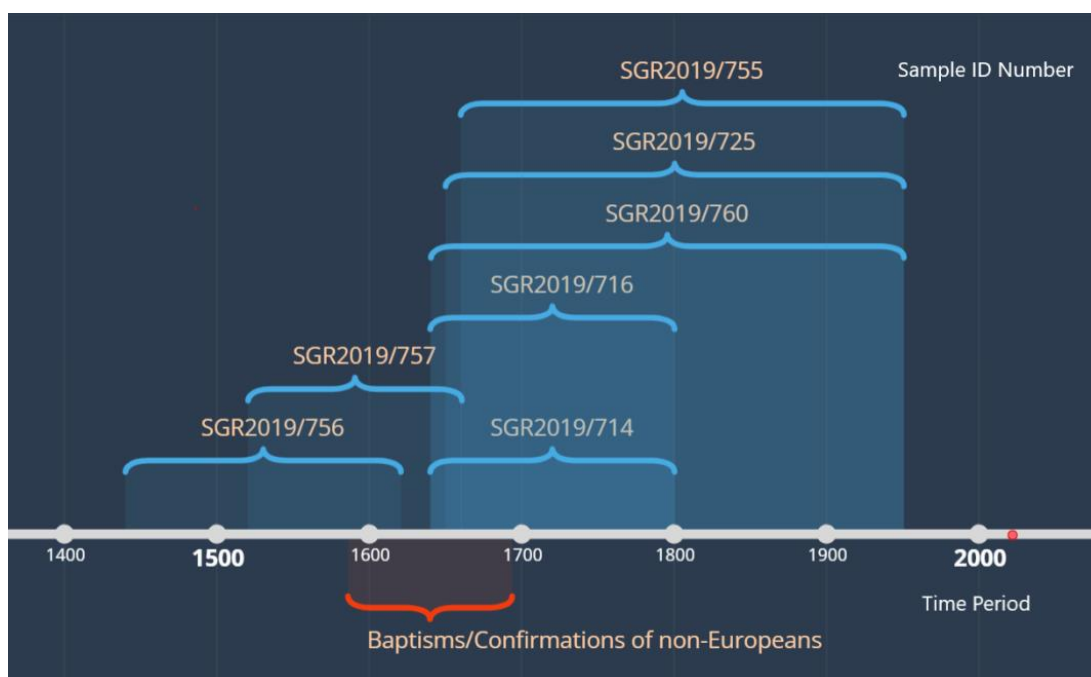 SGR2019/755
Sample ID Number
SGR2019/725
SGR2019/760
SGR2019/716
SGR2019/757
SGR2019/756
SGR2019/714
1400
1500
1600
1700
1800
1900
2000
Time Period
Baptisms/Confirmations of non-Europeans